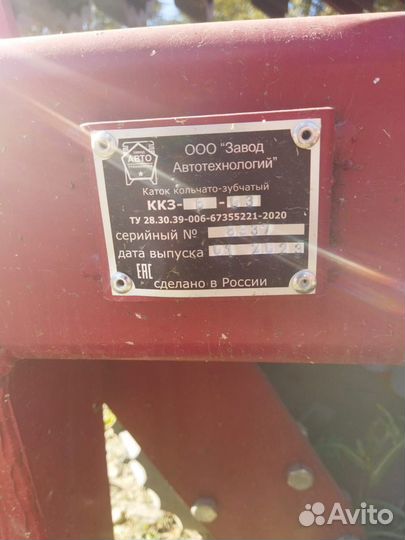 АВТО
ООО "Завод
Автотехнологий"
Каток кольчато-зубчатый
ККЗ-
ТУ 28.30.39-006-67355221-2020
серийный №
дата выпуска
ЕАС сделано в России
Avito